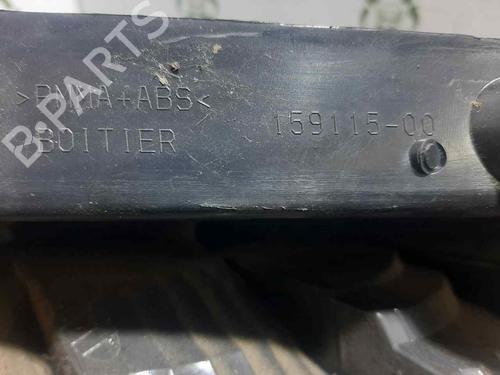 >PMMA+ABS<
BOITIER
159115-00
B-PARTS